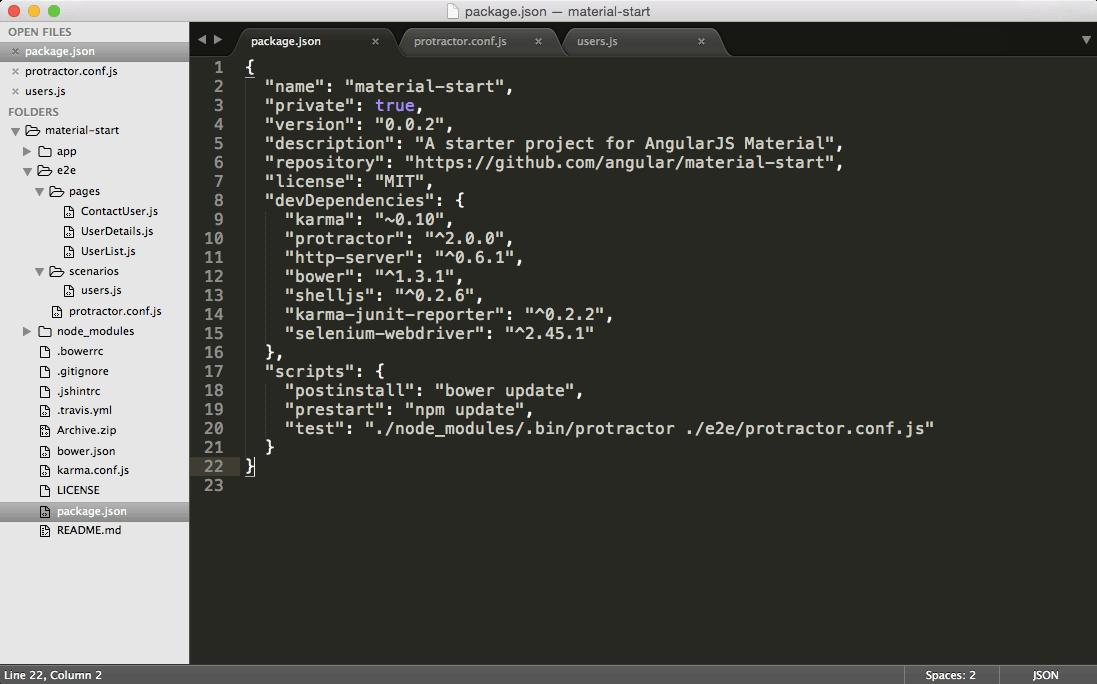 package.json — material-start
OPEN FILES
package.json
protractor.conf.js
users.js
FOLDERS
material-start
app
e2e
pages
ContactUser.js
UserDetails.js
UserList.js
scenarios
users.js
protractor.conf.js
node_modules
.bowerrc
.gitignore
.jshintrc
.travis.yml
Archive.zip
bower.json
karma.conf.js
LICENSE
package.json
README.md
package.json
protractor.conf.js
users.js
1 {
2   "name": "material-start",
3   "private": true,
4   "version": "0.0.2",
5   "description": "A starter project for AngularJS Material",
6   "repository": "https://github.com/angular/material-start",
7   "license": "MIT",
8   "devDependencies": {
9     "karma": "~0.10",
10     "protractor": "^2.0.0",
11     "http-server": "^0.6.1",
12     "bower": "^1.3.1",
13     "shelljs": "^0.2.6",
14     "karma-junit-reporter": "^0.2.2",
15     "selenium-webdriver": "^2.45.1"
16   },
17   "scripts": {
18     "postinstall": "bower update",
19     "prestart": "npm update",
20     "test": "./node_modules/.bin/protractor ./e2e/protractor.conf.js"
21   }
22 }
23
Line 22, Column 2
Spaces: 2
JSON